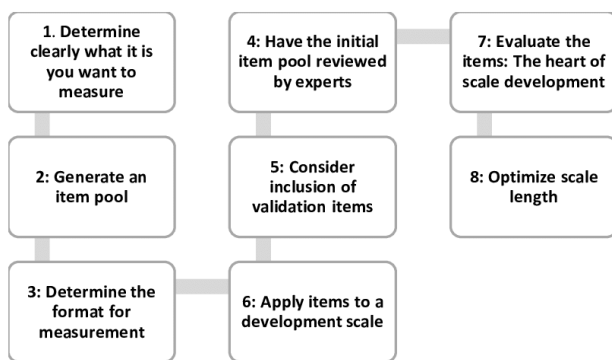 1. Determine
clearly what it is
you want to
measure
2: Generate an
item pool
3: Determine the
format for
measurement
4: Have the initial
item pool reviewed
by experts
5: Consider
inclusion of
validation items
6: Apply items to a
development scale
7: Evaluate the
items: The heart of
scale development
8: Optimize scale
length